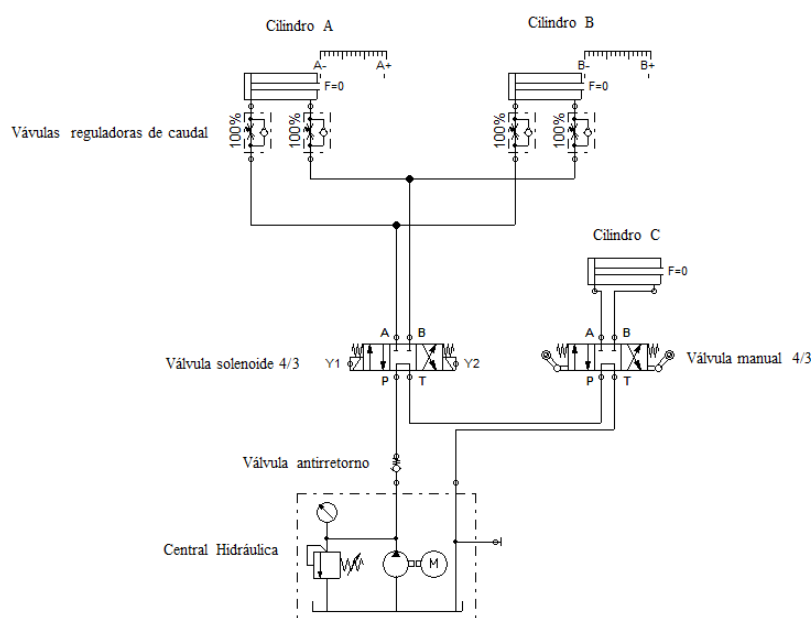 Cilindro A
Cilindro B
A- A+
B- B+
F=0
F=0
Vávulas reguladoras de caudal
100%
100%
100%
100%
Cilindro C
F=0
A B
A B
Válvula solenoide 4/3
Y1
Y2
Válvula manual 4/3
P T
P T
Válvula antirretorno
Central Hidráulica
M